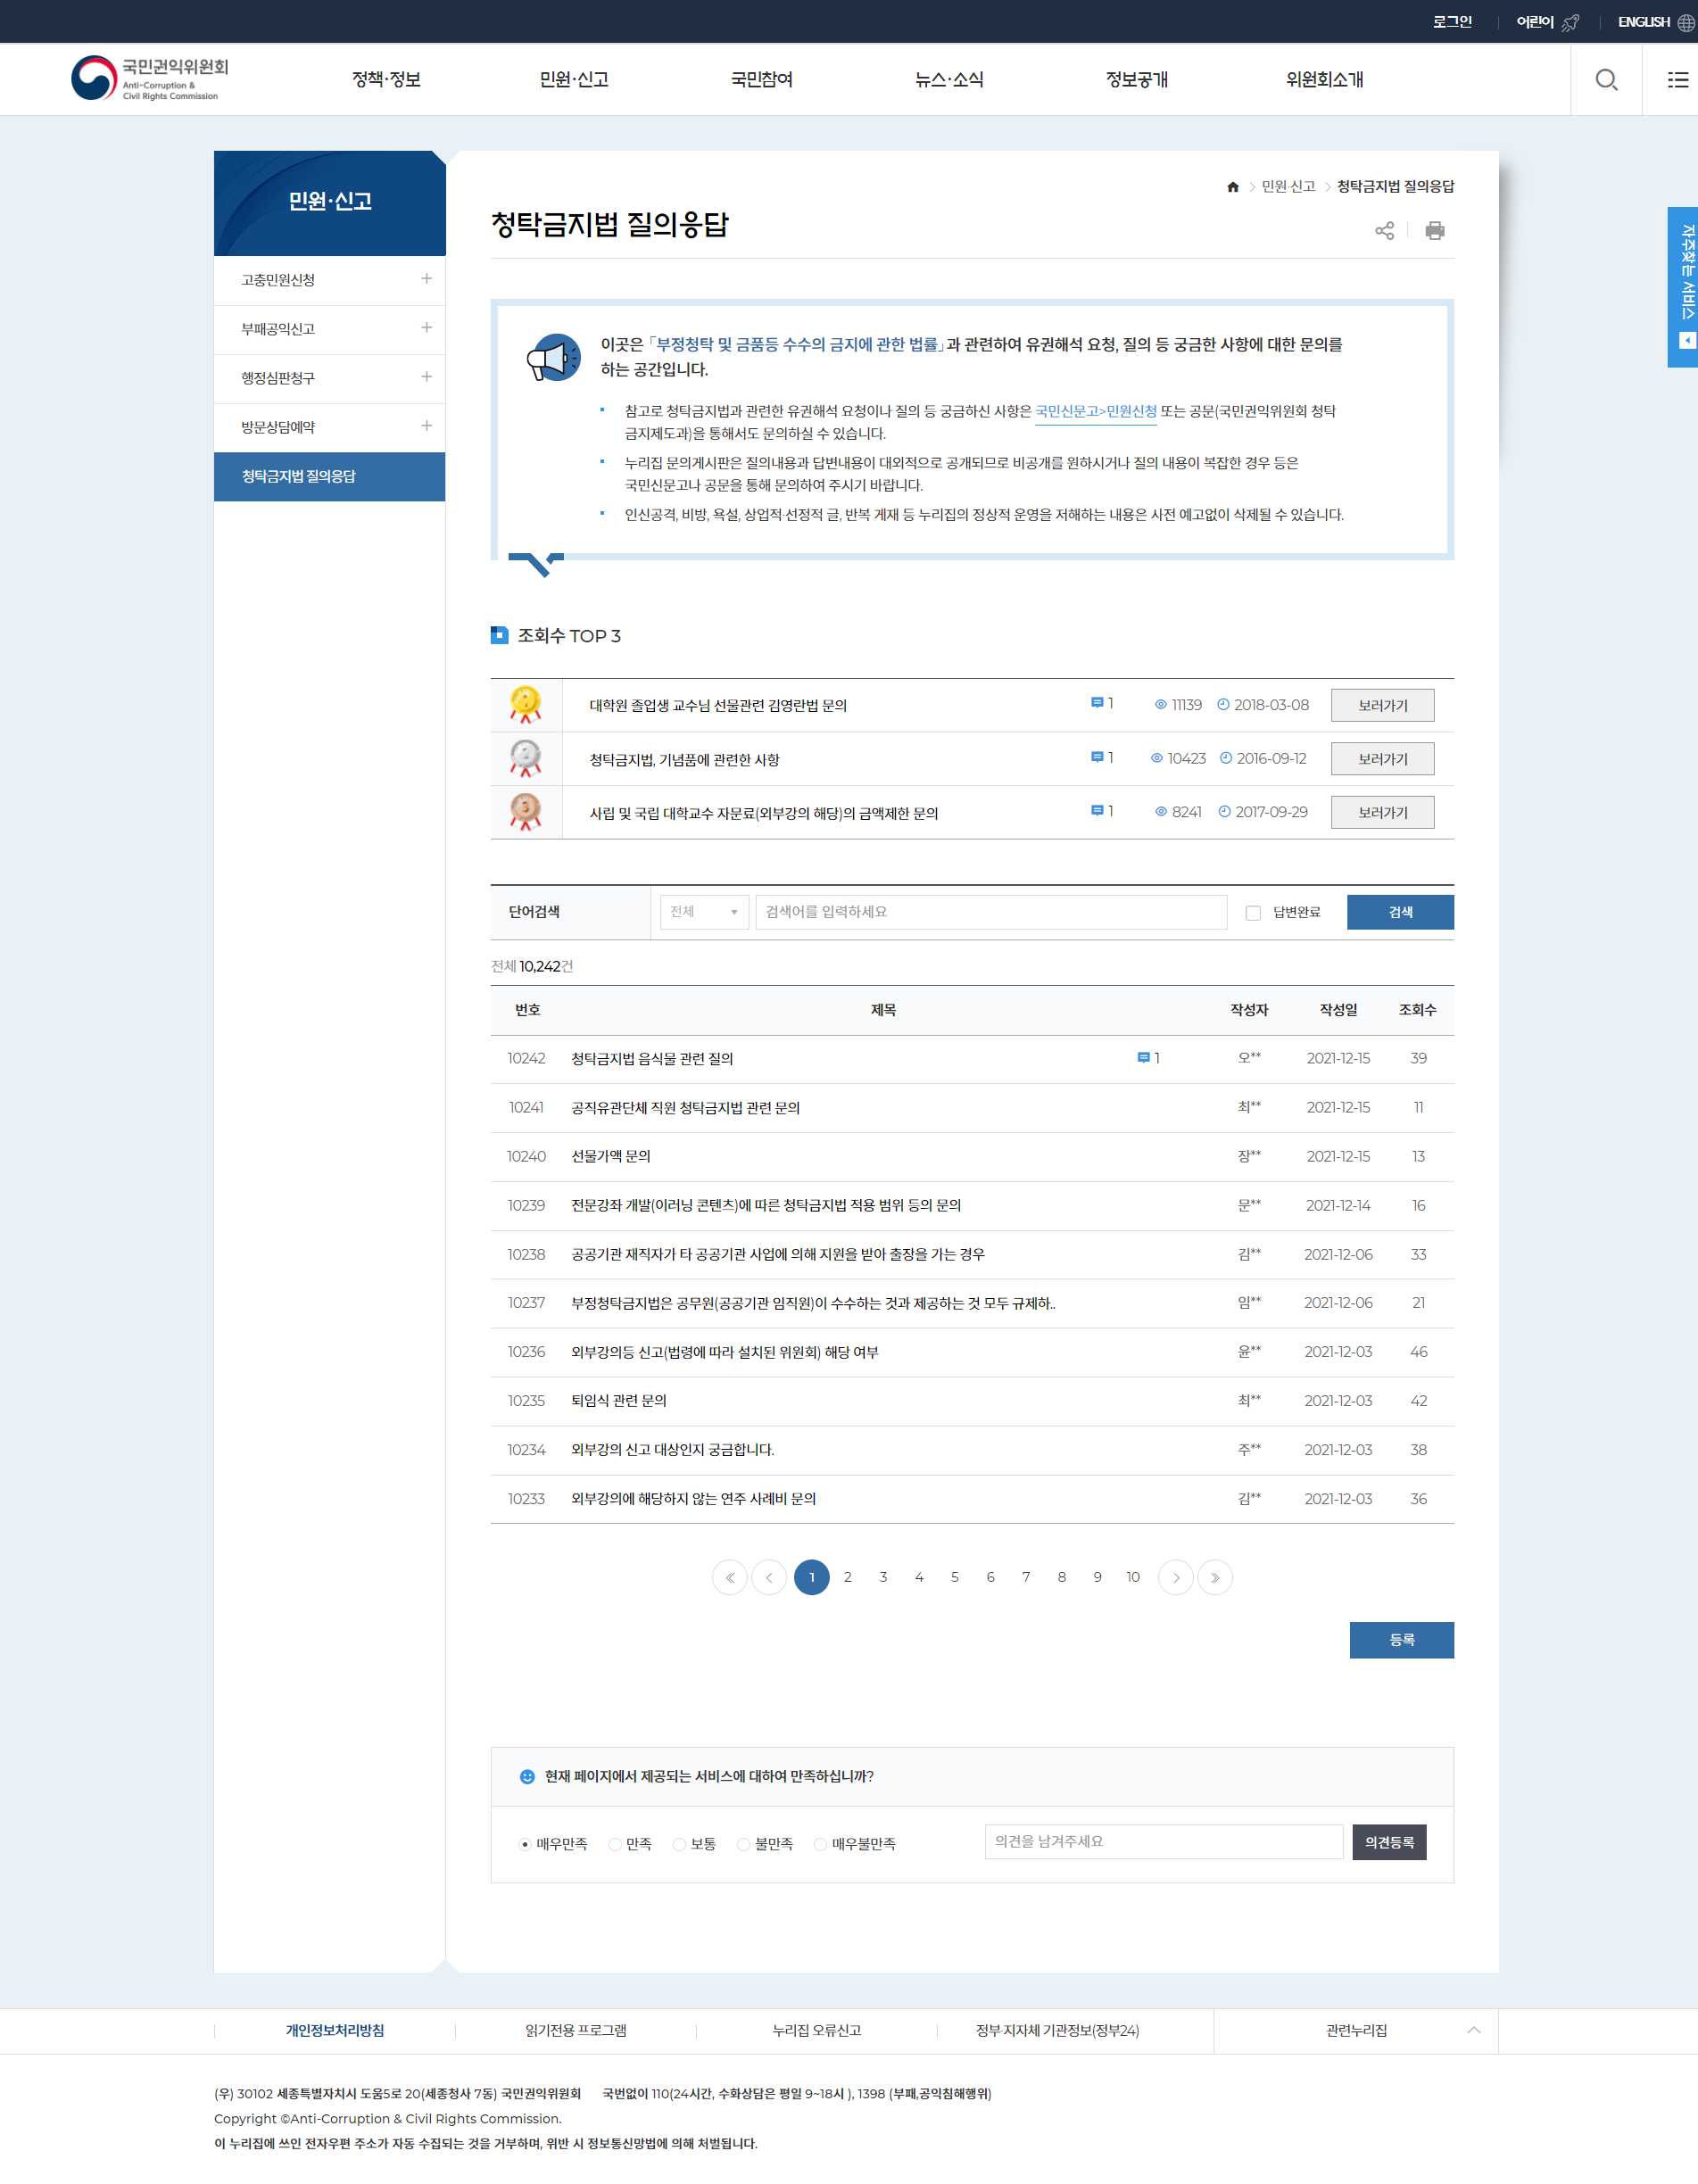 로그인 어린이 ENGLISH
국민권익위원회
Anti-Corruption &
Civil Rights Commission
정책·정보 민원·신고 국민참여 뉴스·소식 정보공개 위원회소개
민원·신고
고충민원신청
부패공익신고
행정심판청구
방문상담예약
청탁금지법 질의응답
민원·신고 청탁금지법 질의응답
청탁금지법 질의응답
자주찾는 서비스
이곳은 「부정청탁 및 금품등 수수의 금지에 관한 법률」과 관련하여 유권해석 요청, 질의 등 궁금한 사항에 대한 문의를
하는 공간입니다.
참고로 청탁금지법과 관련한 유권해석 요청이나 질의 등 궁금하신 사항은 국민신문고>민원신청 또는 공문(국민권익위원회 청탁
금지제도과)을 통해서도 문의하실 수 있습니다.
누리집 문의게시판은 질의내용과 답변내용이 대외적으로 공개되므로 비공개를 원하시거나 질의 내용이 복잡한 경우 등은
국민신문고나 공문을 통해 문의하여 주시기 바랍니다.
인신공격, 비방, 욕설, 상업적·선정적 글, 반복 게재 등 누리집의 정상적 운영을 저해하는 내용은 사전 예고없이 삭제될 수 있습니다.
조회수 TOP 3
대학원 졸업생 교수님 선물관련 김영란법 문의 1 11139 2018-03-08 보러가기
2 청탁금지법, 기념품에 관련한 사항 1 10423 2016-09-12 보러가기
3 사립 및 국립 대학교수 자문료(외부강의 해당)의 금액제한 문의 1 8241 2017-09-29 보러가기
단어검색 전체 검색어를 입력하세요 답변완료 검색
전체 10,242건
번호 제목 작성자 작성일 조회수
10242 청탁금지법 음식물 관련 질의 1 오** 2021-12-15 39
10241 공직유관단체 직원 청탁금지법 관련 문의 최** 2021-12-15 11
10240 선물가액 문의 장** 2021-12-15 13
10239 전문강좌 개발(이러닝 콘텐츠)에 따른 청탁금지법 적용 범위 등의 문의 문** 2021-12-14 16
10238 공공기관 재직자가 타 공공기관 사업에 의해 지원을 받아 출장을 가는 경우 김** 2021-12-06 33
10237 부정청탁금지법은 공무원(공공기관 임직원)이 수수하는 것과 제공하는 것 모두 규제하.. 임** 2021-12-06 21
10236 외부강의등 신고(법령에 따라 설치된 위원회) 해당 여부 윤** 2021-12-03 46
10235 퇴임식 관련 문의 최** 2021-12-03 42
10234 외부강의 신고 대상인지 궁금합니다. 주** 2021-12-03 38
10233 외부강의에 해당하지 않는 연주 사례비 문의 김** 2021-12-03 36
1 2 3 4 5 6 7 8 9 10
등록
현재 페이지에서 제공되는 서비스에 대하여 만족하십니까?
매우만족 만족 보통 불만족 매우불만족 의견을 남겨주세요 의견등록
개인정보처리방침 읽기전용 프로그램 누리집 오류신고 정부·지자체 기관정보(정부24) 관련누리집
(우) 30102 세종특별자치시 도움5로 20(세종청사 7동) 국민권익위원회 국번없이 110(24시간, 수화상담은 평일 9~18시 ), 1398 (부패,공익침해행위)
Copyright ©Anti-Corruption & Civil Rights Commission.
이 누리집에 쓰인 전자우편 주소가 자동 수집되는 것을 거부하며, 위반 시 정보통신망법에 의해 처벌됩니다.